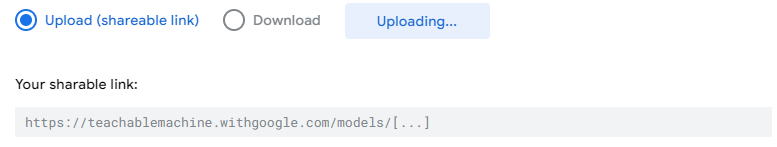 Upload (shareable link) Download Uploading...
Your sharable link:
https://teachablemachine.withgoogle.com/models/[...]